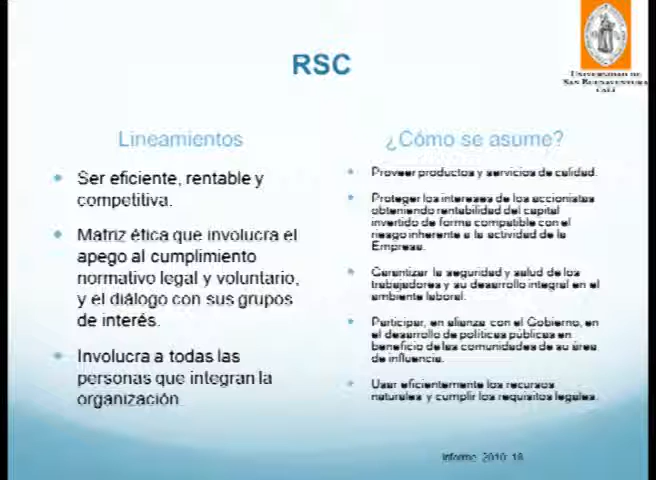 RSC
UNIVERSIDAD DE
SAN BUENAVENTURA
CALI
Lineamientos
Ser eficiente, rentable y
competitiva.
Matriz ética que involucra el
apego al cumplimiento
normativo legal y voluntario,
y el diálogo con sus grupos
de interés.
Involucra a todas las
personas que integran la
organización
¿Cómo se asume?
Proveer productos y servicios de calidad.
Proteger los intereses de los accionistas
obteniendo rentabilidad del capital
invertido de forma compatible con el
riesgo inherente a la actividad de la
Empresa.
Garantizar la seguridad y salud de los
trabajadores y su desarrollo integral en el
ambiente laboral.
Participar, en alianza con el Gobierno, en
el desarrollo de políticas públicas en
beneficio de las comunidades de su área
de influencia.
Usar eficientemente los recursos
naturales y cumplir los requisitos legales.
Informe 2010: 18